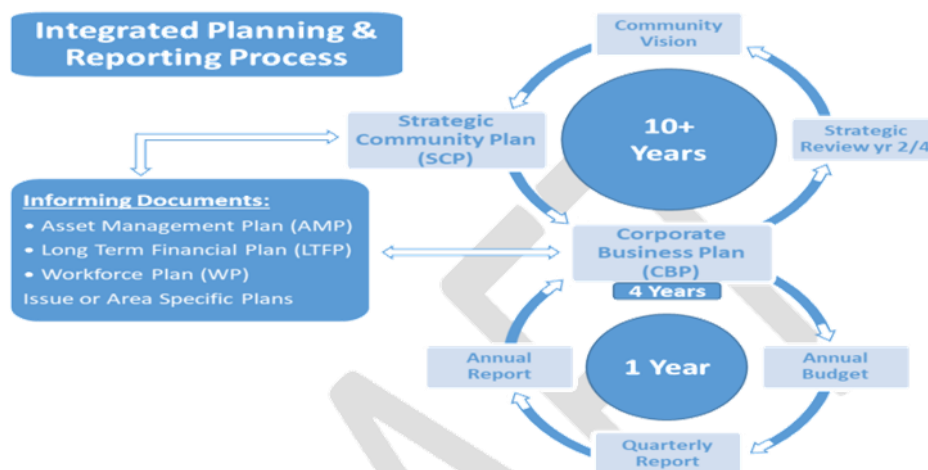 Integrated Planning &
Reporting Process
Community
Vision
10+
Years
Strategic
Community Plan
(SCP)
Strategic
Review yr 2/4
Informing Documents:
• Asset Management Plan (AMP)
• Long Term Financial Plan (LTFP)
• Workforce Plan (WP)
Issue or Area Specific Plans
Corporate
Business Plan
(CBP)
4 Years
Annual
Report
1 Year
Annual
Budget
Quarterly
Report